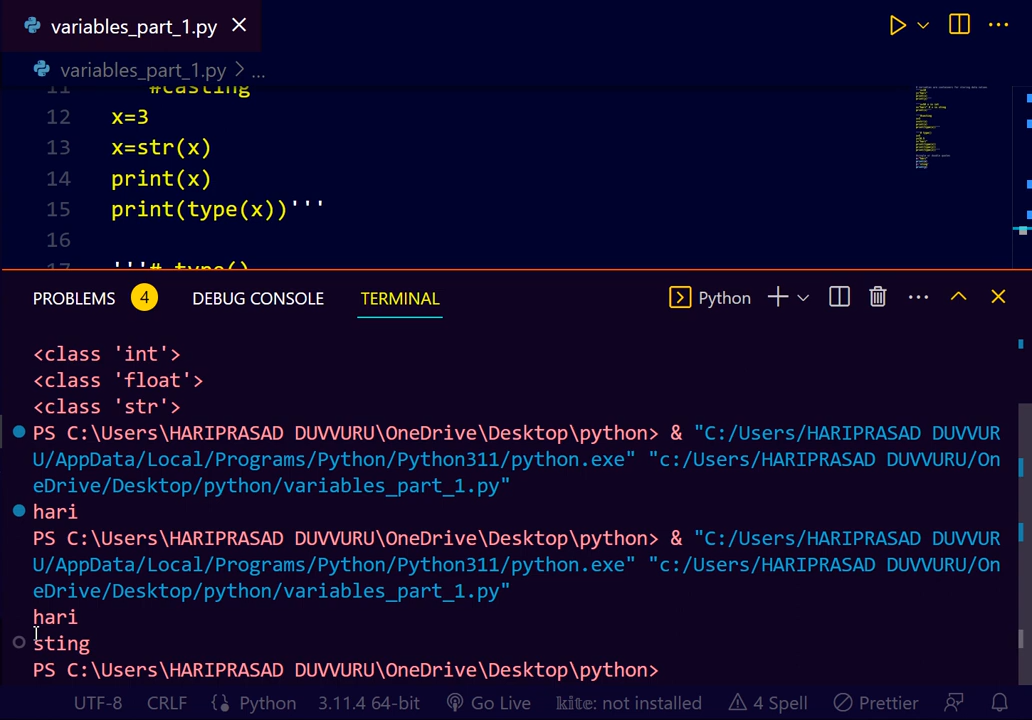 variables_part_1.py
variables_part_1.py > ...
11 #casting
12 x=3
13 x=str(x)
14 print(x)
15 print(type(x))'''
16
17 '''# type()
PROBLEMS 4 DEBUG CONSOLE TERMINAL Python
<class 'int'>
<class 'float'>
<class 'str'>
PS C:\Users\HARIPRASAD DUVVURU\OneDrive\Desktop\python> & "C:/Users/HARIPRASAD DUVVUR
U/AppData/Local/Programs/Python/Python311/python.exe" "c:/Users/HARIPRASAD DUVVURU/On
eDrive/Desktop/python/variables_part_1.py"
hari
PS C:\Users\HARIPRASAD DUVVURU\OneDrive\Desktop\python> & "C:/Users/HARIPRASAD DUVVUR
U/AppData/Local/Programs/Python/Python311/python.exe" "c:/Users/HARIPRASAD DUVVURU/On
eDrive/Desktop/python/variables_part_1.py"
hari
sting
PS C:\Users\HARIPRASAD DUVVURU\OneDrive\Desktop\python>
UTF-8 CRLF Python 3.11.4 64-bit Go Live kite: not installed 4 Spell Prettier